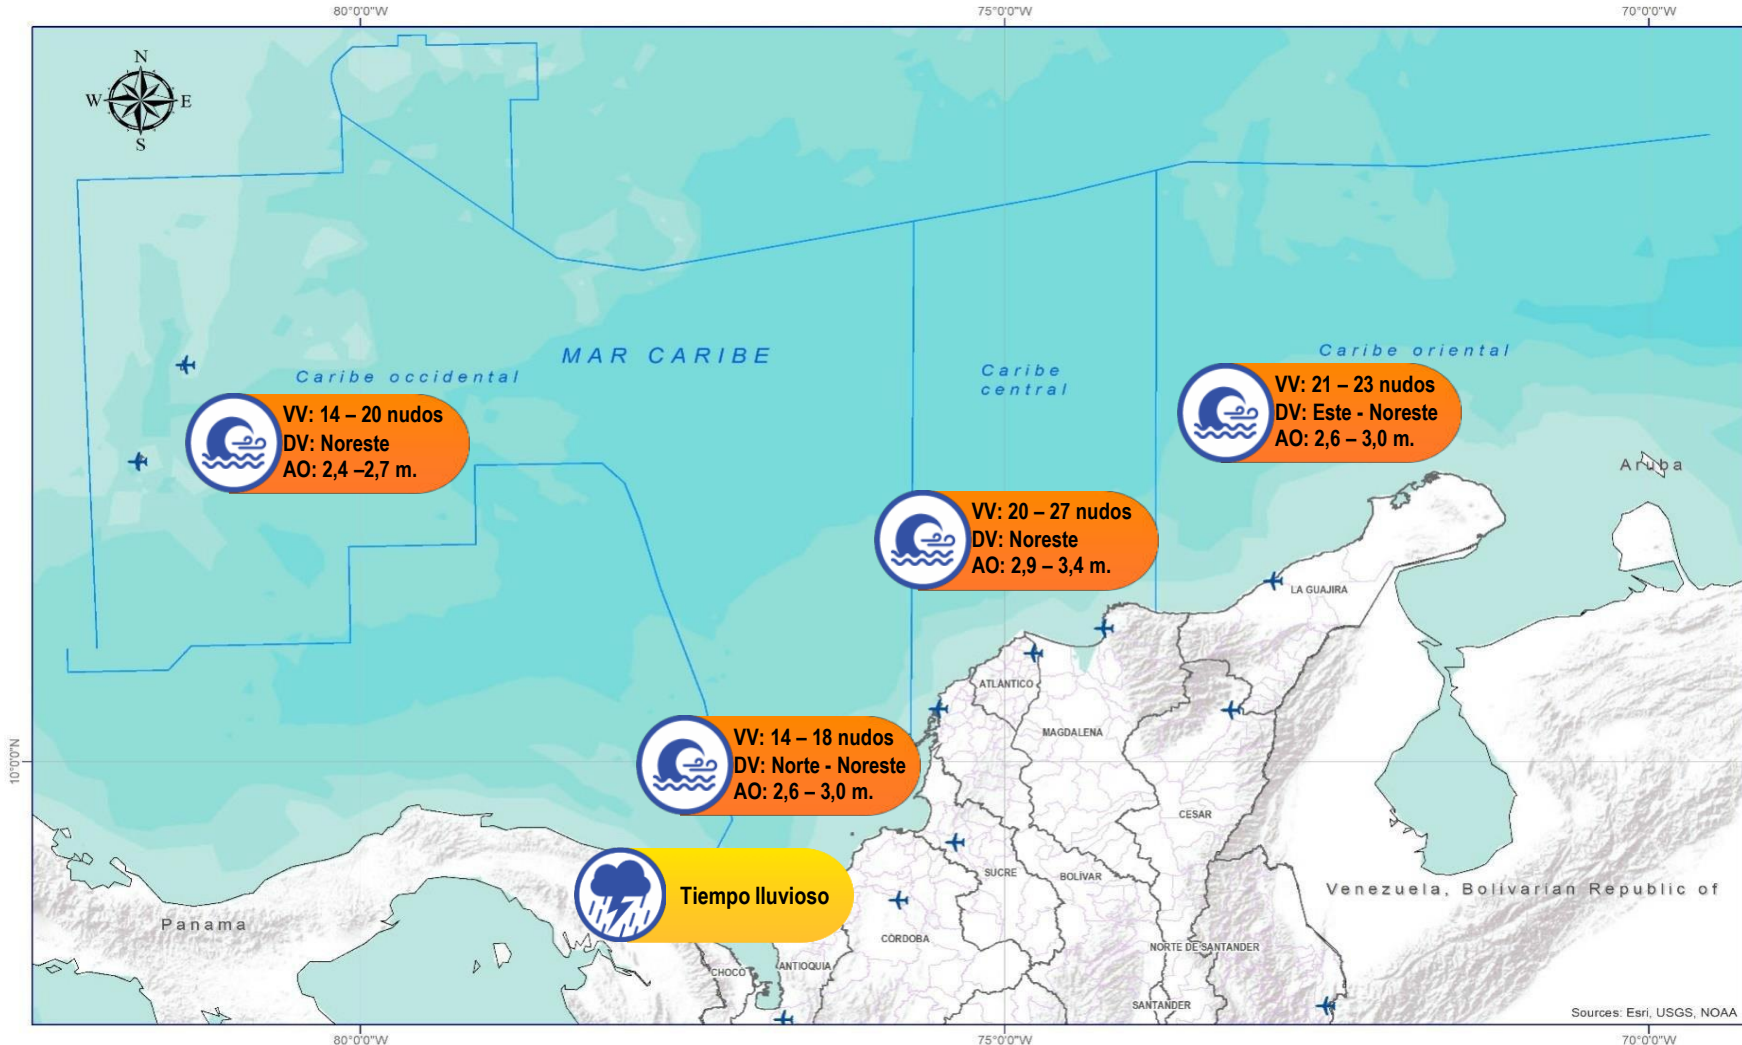 80°0'0"W
75°0'0"W
70°0'0"W
N
W
E
S
MAR CARIBE
Caribe occidental
Caribe
central
Caribe oriental
VV: 14 – 20 nudos
DV: Noreste
AO: 2,4 –2,7 m.
VV: 21 – 23 nudos
DV: Este - Noreste
AO: 2,6 – 3,0 m.
Aruba
VV: 20 – 27 nudos
DV: Noreste
AO: 2,9 – 3,4 m.
LA GUAJIRA
ATLÁNTICO
MAGDALENA
VV: 14 – 18 nudos
DV: Norte - Noreste
AO: 2,6 – 3,0 m.
10°0'0"N
CESAR
SUCRE
BOLÍVAR
Venezuela, Bolivarian Republic of
Tiempo lluvioso
Panama
CÓRDOBA
NORTE DE SANTANDER
CHOCÓ
ANTIOQUIA
SANTANDER
Sources: Esri, USGS, NOAA
80°0'0"W
75°0'0"W
70°0'0"W